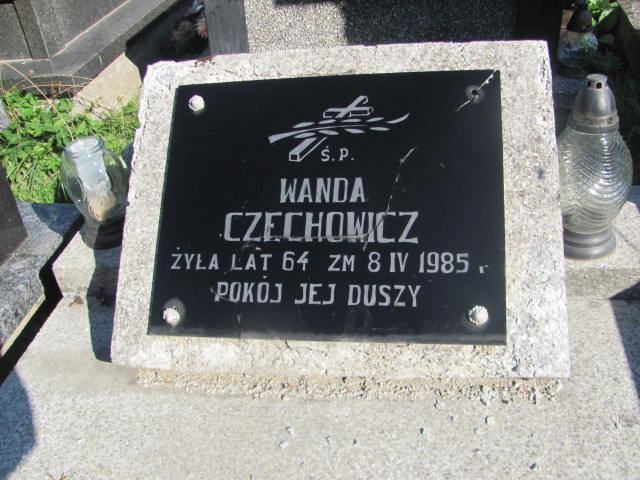 Ś.P.
WANDA
CZECHOWICZ
ŻYŁA LAT 64 ZM 8 IV 1985 r
POKÓJ JEJ DUSZY